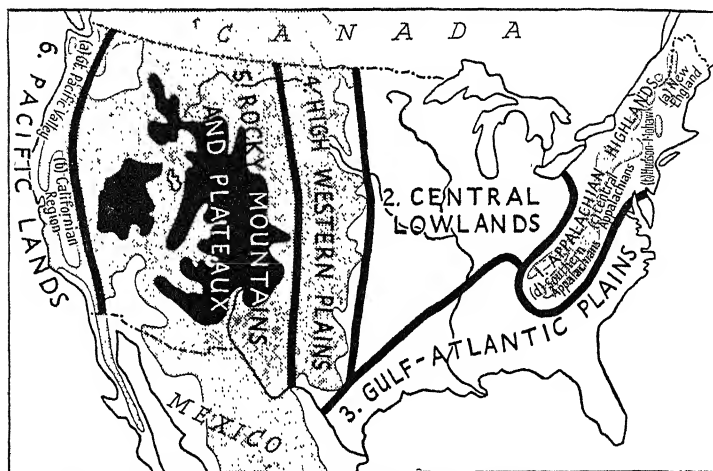 CANADA
6. PACIFIC LANDS
(a) Gt. Pacific Valley
(b) Californian
Region
5. ROCKY MOUNTAINS
AND PLATEAUX
4. HIGH WESTERN PLAINS
2. CENTRAL
LOWLANDS
1. APPALACHIAN HIGHLANDS
(a) New
England
(b) Hudson-Mohawk
(c) Central
Appalachians
(d) Southern
Appalachians
3. GULF-ATLANTIC PLAINS
MEXICO